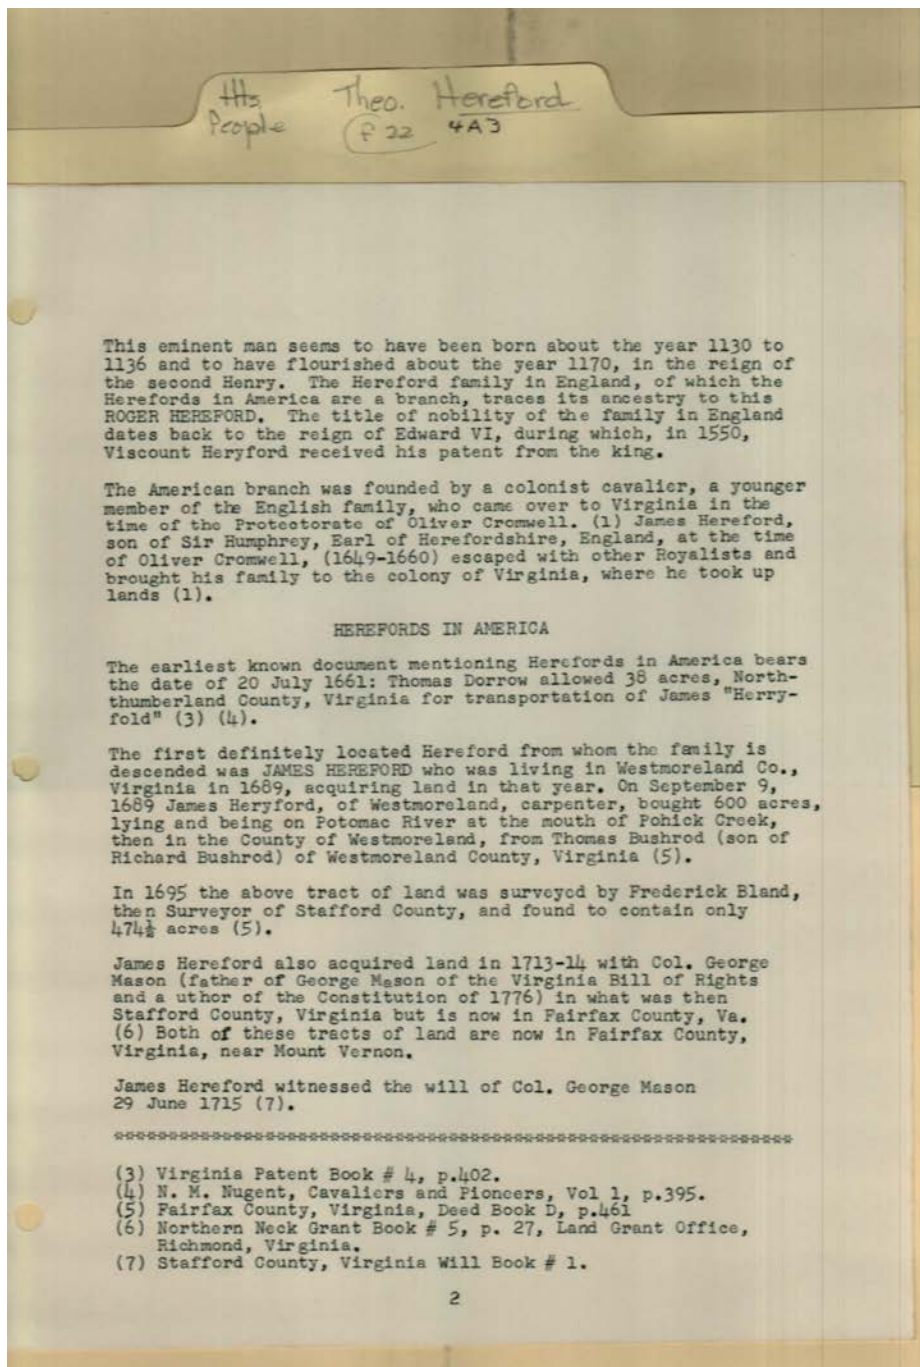 HHs Theo. Hereford
People F 22 4A3
This eminent man seems to have been born about the year 1130 to
1136 and to have flourished about the year 1170, in the reign of
the second Henry. The Hereford family in England, of which the
Herefords in America are a branch, traces its ancestry to this
ROGER HEREFORD. The title of nobility of the family in England
dates back to the reign of Edward VI, during which, in 1550,
Viscount Heryford received his patent from the king.
The American branch was founded by a colonist cavalier, a younger
member of the English family, who came over to Virginia in the
time of the Protectorate of Oliver Cromwell. (1) James Hereford,
son of Sir Humphrey, Earl of Herefordshire, England, at the time
of Oliver Cromwell, (1649-1660) escaped with other Royalists and
brought his family to the colony of Virginia, where he took up
lands (1).
HEREFORDS IN AMERICA
The earliest known document mentioning Herefords in America bears
the date of 20 July 1661: Thomas Dorrow allowed 38 acres, North-
thumberland County, Virginia for transportation of James "Herry-
fold" (3) (4).
The first definitely located Hereford from whom the family is
descended was JAMES HEREFORD who was living in Westmoreland Co.,
Virginia in 1689, acquiring land in that year. On September 9,
1689 James Heryford, of Westmoreland, carpenter, bought 600 acres,
lying and being on Potomac River at the mouth of Pohick Creek,
then in the County of Westmoreland, from Thomas Bushrod (son of
Richard Bushrod) of Westmoreland County, Virginia (5).
In 1695 the above tract of land was surveyed by Frederick Bland,
then Surveyor of Stafford County, and found to contain only
474½ acres (5).
James Hereford also acquired land in 1713-14 with Col. George
Mason (father of George Mason of the Virginia Bill of Rights
and a uthor of the Constitution of 1776) in what was then
Stafford County, Virginia but is now in Fairfax County, Va.
(6) Both of these tracts of land are now in Fairfax County,
Virginia, near Mount Vernon.
James Hereford witnessed the will of Col. George Mason
29 June 1715 (7).
****************************************************************
(3) Virginia Patent Book # 4, p.402.
(4) N. M. Nugent, Cavaliers and Pioneers, Vol 1, p.395.
(5) Fairfax County, Virginia, Deed Book D, p.461
(6) Northern Neck Grant Book # 5, p. 27, Land Grant Office,
Richmond, Virginia.
(7) Stafford County, Virginia Will Book # 1.
2